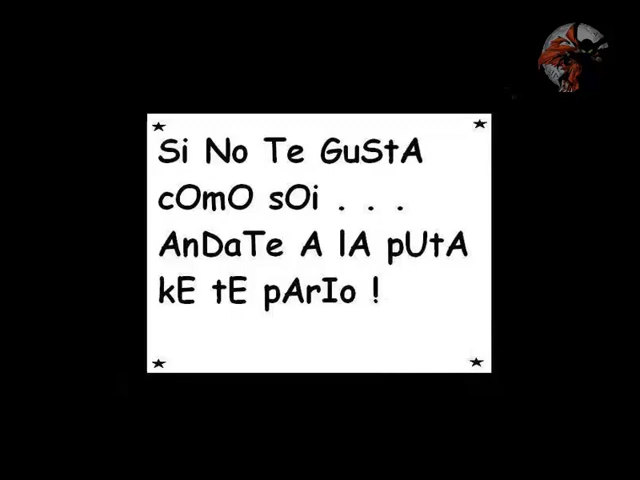 Si No Te GuStA
cOmO sOi . . .
AnDaTe A lA pUtA
kE tE pArIo !